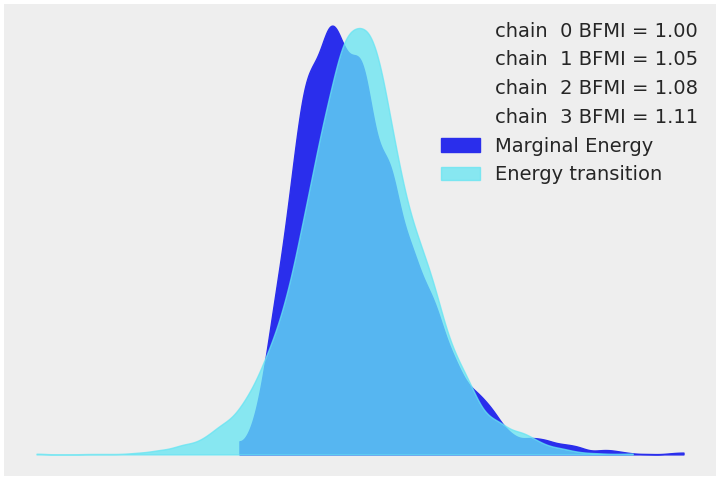 chain  0 BFMI = 1.00
chain  1 BFMI = 1.05
chain  2 BFMI = 1.08
chain  3 BFMI = 1.11
Marginal Energy
Energy transition